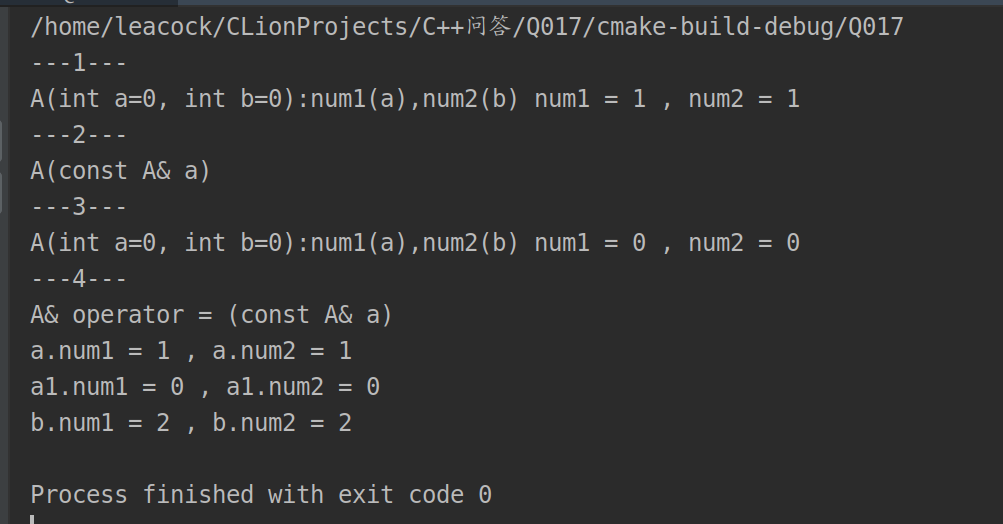 /home/leacock/CLionProjects/C++问答/Q017/cmake-build-debug/Q017
---1---
A(int a=0, int b=0):num1(a),num2(b) num1 = 1 , num2 = 1
---2---
A(const A& a)
---3---
A(int a=0, int b=0):num1(a),num2(b) num1 = 0 , num2 = 0
---4---
A& operator = (const A& a)
a.num1 = 1 , a.num2 = 1
a1.num1 = 0 , a1.num2 = 0
b.num1 = 2 , b.num2 = 2
Process finished with exit code 0